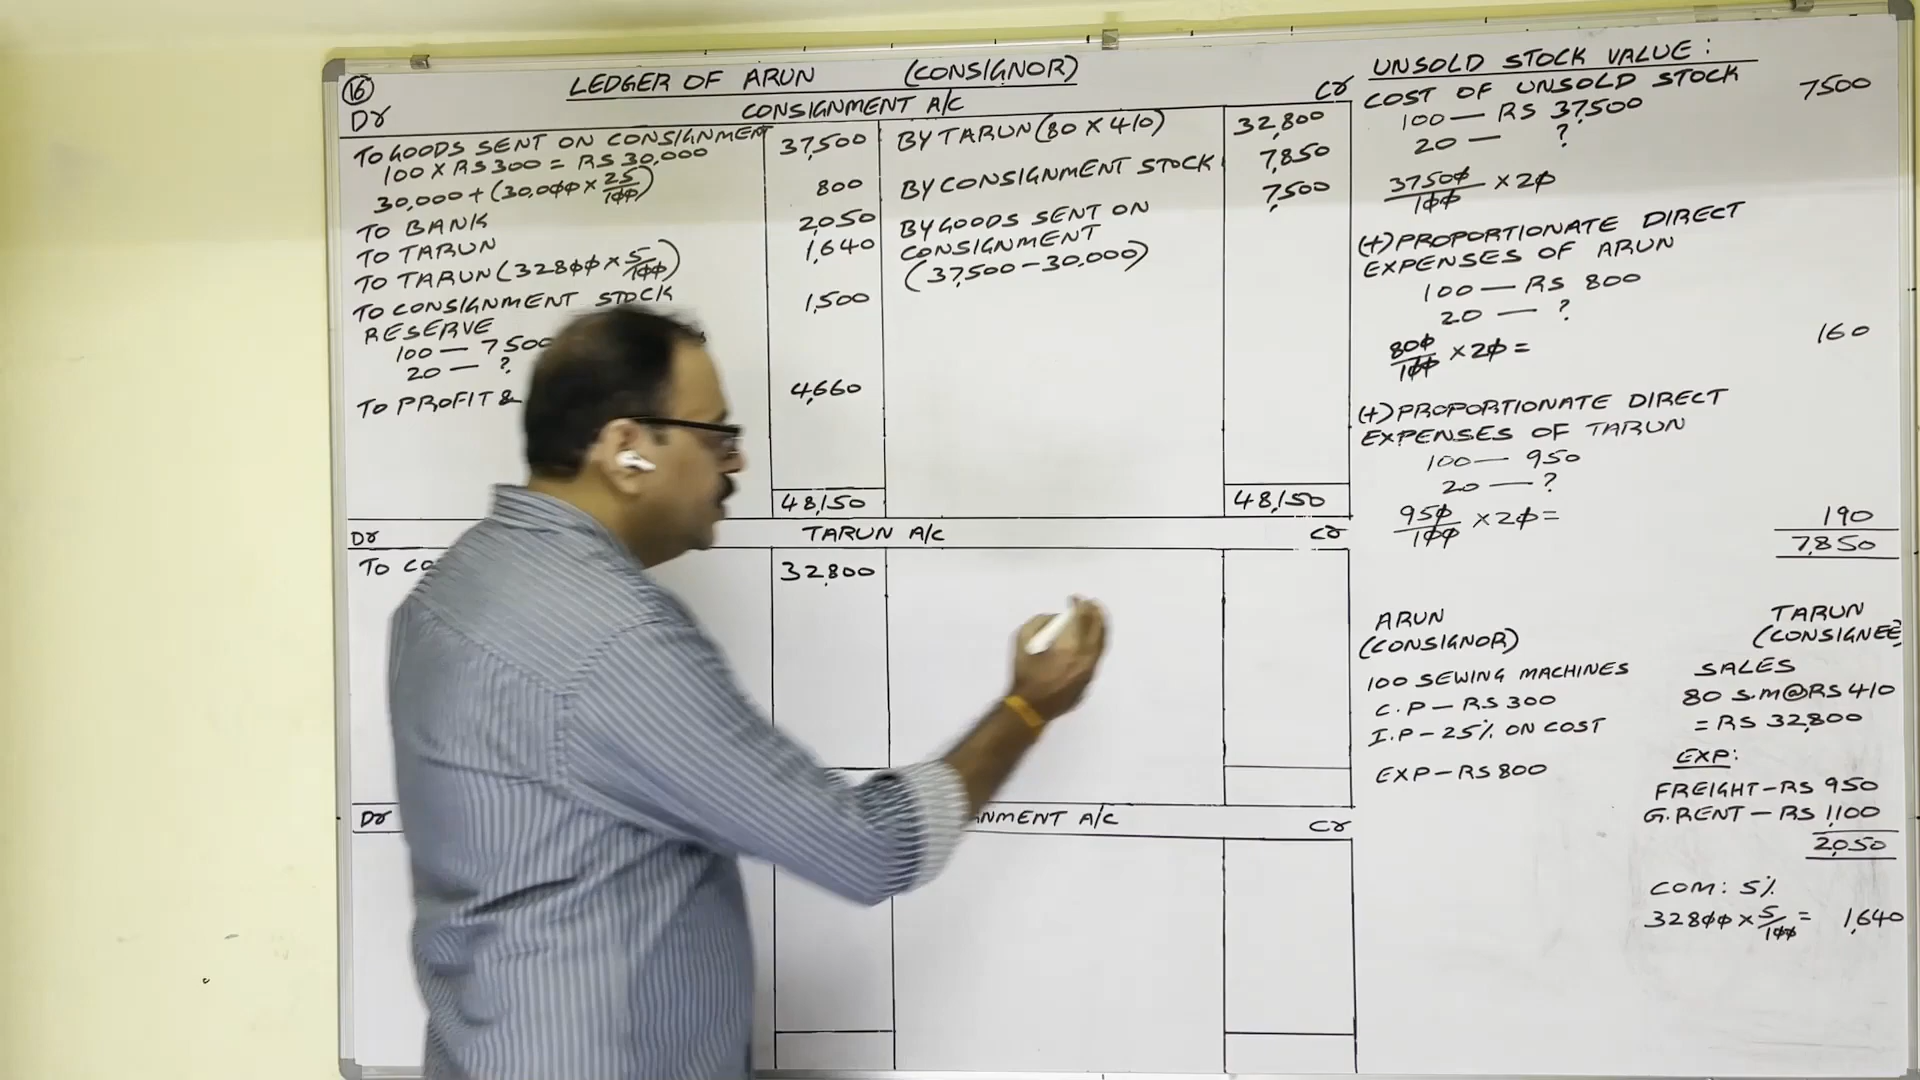 16
LEDGER OF ARUN (CONSIGNOR)
Dr CONSIGNMENT A/C Cr
TO GOODS SENT ON CONSIGNMENT 37,500
100 X RS 300 = RS 30,000
30,000 + (30,000 × 25/100)
TO BANK 800
TO TARUN 2,050
TO TARUN (32800 × 5/100) 1,640
TO CONSIGNMENT STOCK
RESERVE 1,500
100 — 7500
20 — ?
TO PROFIT & 4,660
48,150
BY TARUN (80 X 410) 32,800
BY CONSIGNMENT STOCK 7,850
BY GOODS SENT ON 7,500
CONSIGNMENT
(37,500 – 30,000)
48,150
Dr TARUN A/C Cr
TO CO 32,800
Dr NMENT A/C Cr
UNSOLD STOCK VALUE :
COST OF UNSOLD STOCK 7500
100 — RS 37,500
20 — ?
37500/100 × 20
(+) PROPORTIONATE DIRECT
EXPENSES OF ARUN
100 — RS 800
20 — ?
800/100 × 20 = 160
(+) PROPORTIONATE DIRECT
EXPENSES OF TARUN
100 — 950
20 — ?
950/100 × 20 = 190
7,850
ARUN
(CONSIGNOR)
100 SEWING MACHINES
C.P – RS 300
I.P – 25% ON COST
EXP – RS 800
TARUN
(CONSIGNEE)
SALES
80 S.M@RS 410
= RS 32,800
EXP:
FREIGHT – RS 950
G.RENT – RS 1,100
2,050
COM: 5%
32800 × 5/100 = 1,640